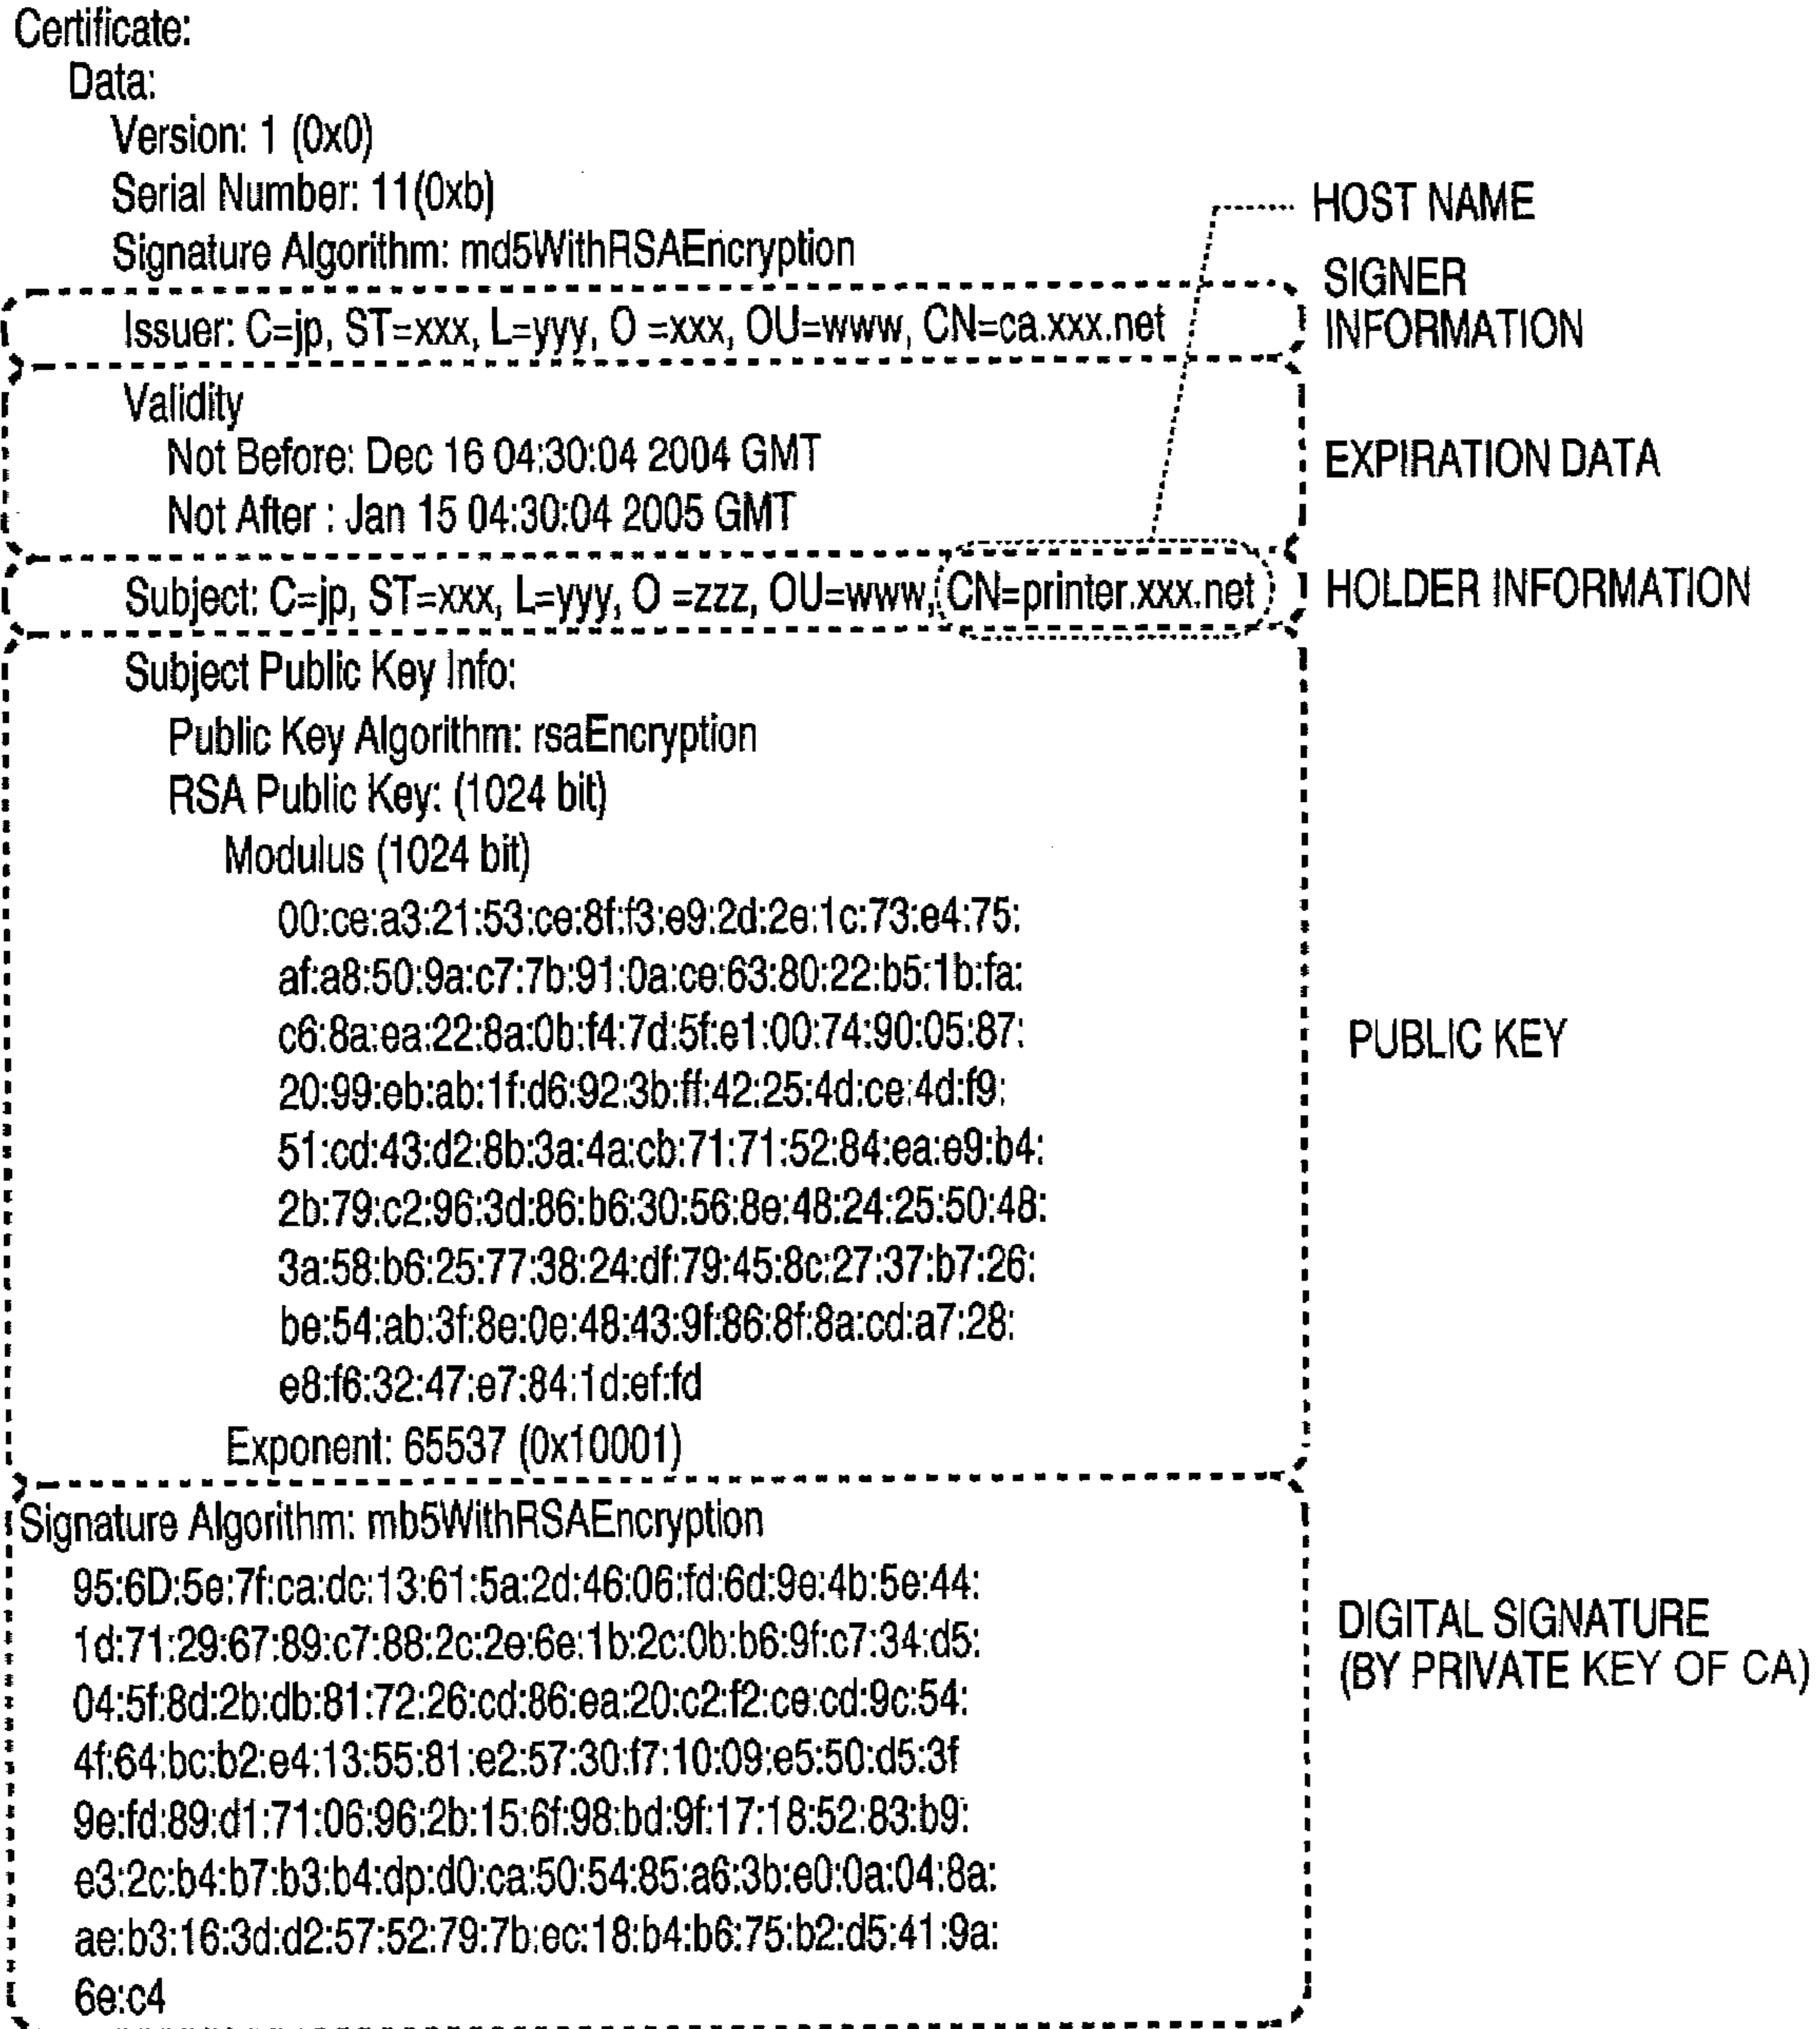 Certificate:
Data:
Version: 1 (0x0)
Serial Number: 11(0xb)
Signature Algorithm: md5WithRSAEncryption
Issuer: C=jp, ST=xxx, L=yyy, O =xxx, OU=www, CN=ca.xxx.net
Validity
Not Before: Dec 16 04:30:04 2004 GMT
Not After : Jan 15 04:30:04 2005 GMT
Subject: C=jp, ST=xxx, L=yyy, O =zzz, OU=www, CN=printer.xxx.net
Subject Public Key Info:
Public Key Algorithm: rsaEncryption
RSA Public Key: (1024 bit)
Modulus (1024 bit)
00:ce:a3:21:53:ce:8f:f3:e9:2d:2e:1c:73:e4:75:
af:a8:50:9a:c7:7b:91:0a:ce:63:80:22:b5:1b:fa:
c6:8a:ea:22:8a:0b:f4:7d:5f:e1:00:74:90:05:87:
20:99:eb:ab:1f:d6:92:3b:ff:42:25:4d:ce:4d:f9:
51:cd:43:d2:8b:3a:4a:cb:71:71:52:84:ea:e9:b4:
2b:79:c2:96:3d:86:b6:30:56:8e:48:24:25:50:48:
3a:58:b6:25:77:38:24:df:79:45:8c:27:37:b7:26:
be:54:ab:3f:8e:0e:48:43:9f:86:8f:8a:cd:a7:28:
e8:f6:32:47:e7:84:1d:ef:fd
Exponent: 65537 (0x10001)
Signature Algorithm: mb5WithRSAEncryption
95:6D:5e:7f:ca:dc:13:61:5a:2d:46:06:fd:6d:9e:4b:5e:44:
1d:71:29:67:89:c7:88:2c:2e:6e:1b:2c:0b:b6:9f:c7:34:d5:
04:5f:8d:2b:db:81:72:26:cd:86:ea:20:c2:f2:ce:cd:9c:54:
4f:64:bc:b2:e4:13:55:81:e2:57:30:f7:10:09:e5:50:d5:3f
9e:fd:89:d1:71:06:96:2b:15:6f:98:bd:9f:17:18:52:83:b9:
e3:2c:b4:b7:b3:b4:dp:d0:ca:50:54:85:a6:3b:e0:0a:04:8a:
ae:b3:16:3d:d2:57:52:79:7b:ec:18:b4:b6:75:b2:d5:41:9a:
6e:c4
HOST NAME
SIGNER
INFORMATION
EXPIRATION DATA
HOLDER INFORMATION
PUBLIC KEY
DIGITAL SIGNATURE
(BY PRIVATE KEY OF CA)